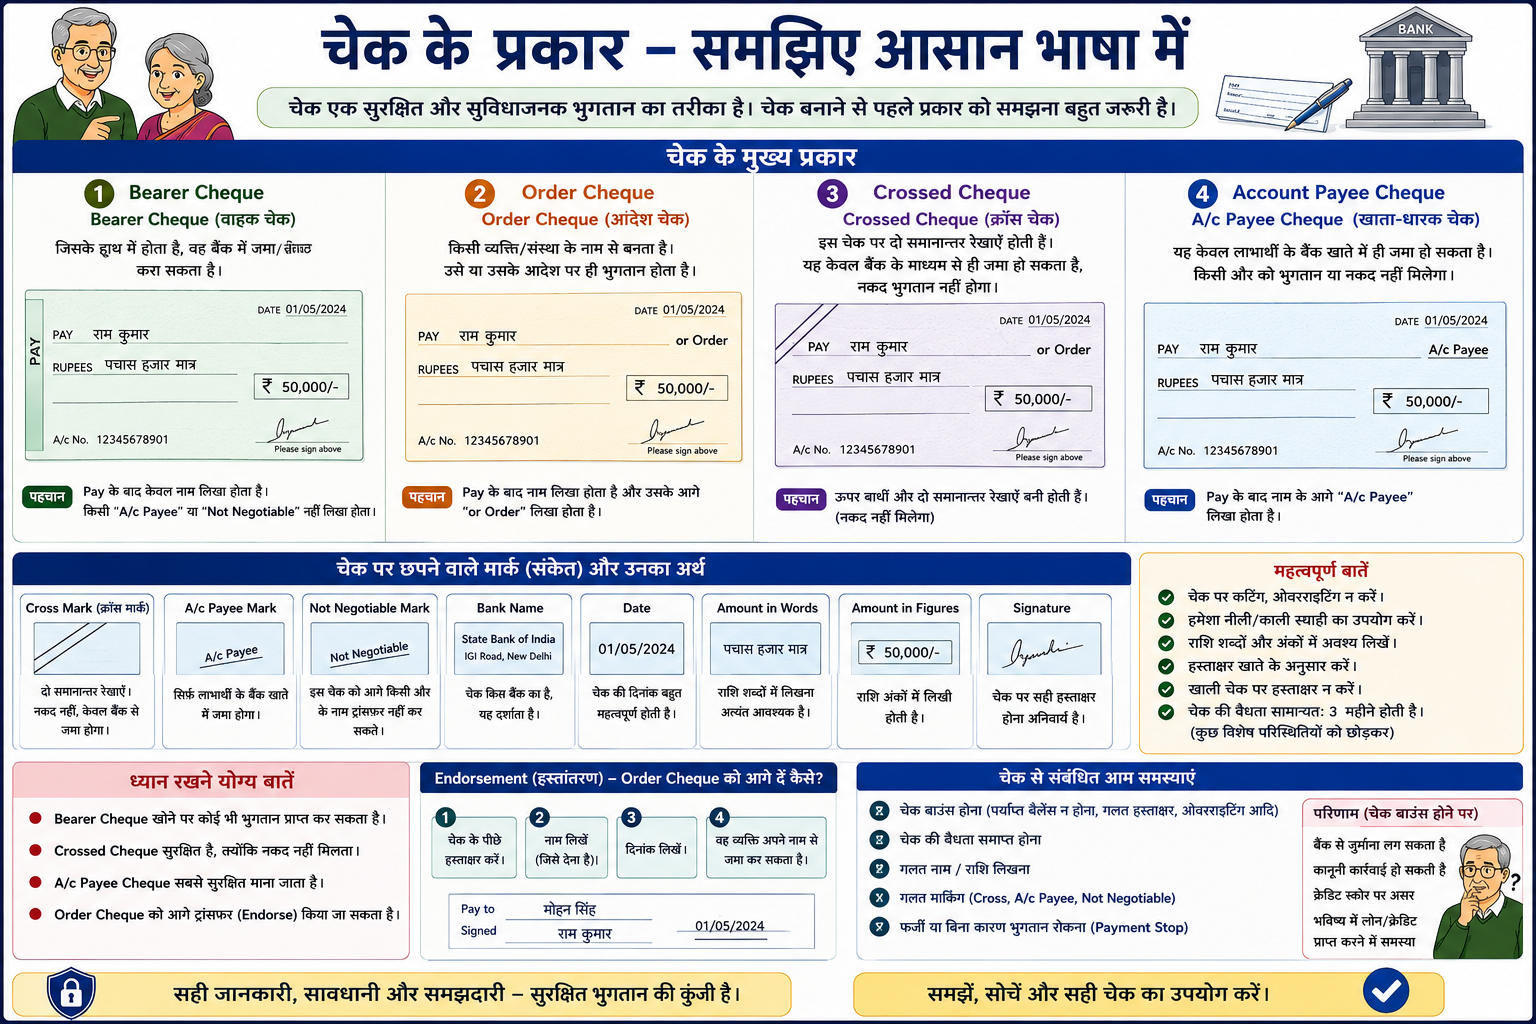 चेक के प्रकार – समझिए आसान भाषा में
चेक एक सुरक्षित और सुविधाजनक भुगतान का तरीका है। चेक बनाने से पहले प्रकार को समझना बहुत जरूरी है।
BANK
चेक के मुख्य प्रकार
1 Bearer Cheque
Bearer Cheque (वाहक चेक)
जिसके हाथ में होता है, वह बैंक में जमा/
करा सकता है।
PAY
DATE 01/05/2024
PAY राम कुमार
RUPEES पचास हजार मात्र
₹ 50,000/-
A/c No. 12345678901
Please sign above
पहचान
Pay के बाद केवल नाम लिखा होता है।
किसी “A/c Payee” या “Not Negotiable” नहीं लिखा होता।
2 Order Cheque
Order Cheque (आंदेश चेक)
किसी व्यक्ति/संस्था के नाम से बनता है।
उसे या उसके आदेश पर ही भुगतान होता है।
DATE 01/05/2024
PAY राम कुमार
or Order
RUPEES पचास हजार मात्र
₹ 50,000/-
A/c No. 12345678901
Please sign above
पहचान
Pay के बाद नाम लिखा होता है और उसके आगे
“or Order” लिखा होता है।
3 Crossed Cheque
Crossed Cheque (क्रॉस चेक)
इस चेक पर दो समानान्तर रेखाएँ होती हैं।
यह केवल बैंक के माध्यम से ही जमा हो सकता है,
नकद भुगतान नहीं होगा।
DATE 01/05/2024
PAY राम कुमार
or Order
RUPEES पचास हजार मात्र
₹ 50,000/-
A/c No. 12345678901
Please sign above
पहचान
ऊपर बाधीं और दो समानान्तर रेखाएँ बनी होती हैं।
(नकद नहीं मिलेगा)
4 Account Payee Cheque
A/c Payee Cheque (खाता-धारक चेक)
यह केवल लाभार्थी के बैंक खाते में ही जमा हो सकता है।
किसी और को भुगतान या नकद नहीं मिलेगा।
DATE 01/05/2024
PAY राम कुमार
A/c Payee
RUPEES पचास हजार मात्र
₹ 50,000/-
A/c No. 12345678901
Please sign above
पहचान
Pay के बाद नाम के आगे “A/c Payee”
लिखा होता है।
चेक पर छपने वाले मार्क (संकेत) और उनका अर्थ
Cross Mark (क्रॉस मार्क)
दो समानान्तर रेखाएँ।
नकद नहीं, केवल बैंक से
जमा होगा।
A/c Payee Mark
A/c Payee
सिर्फ़ लाभार्थी के बैंक खाते
में जमा होगा।
Not Negotiable Mark
Not Negotiable
इस चेक को आगे किसी और
के नाम ट्रांसफ़र नहीं कर
सकते।
Bank Name
State Bank of India
IGI Road, New Delhi
चेक किस बैंक का है,
यह दर्शाता है।
Date
01/05/2024
चेक की दिनांक बहुत
महत्वपूर्ण होती है।
Amount in Words
पचास हजार मात्र
राशि शब्दों में लिखना
अत्यंत आवश्यक है।
Amount in Figures
₹ 50,000/-
राशि अंकों में लिखी
होती है।
Signature
चेक पर सही हस्ताक्षर
होना अनिवार्य है।
महत्वपूर्ण बातें
चेक पर कटिंग, ओवरराइटिंग न करें।
हमेशा नीली/काली स्याही का उपयोग करें।
राशि शब्दों और अंकों में अवश्य लिखें।
हस्ताक्षर खाते के अनुसार करें।
खाली चेक पर हस्ताक्षर न करें।
चेक की वैधता सामान्यत: 3 महीने होती है।
(कुछ विशेष परिस्थितियों को छोड़कर)
ध्यान रखने योग्य बातें
Bearer Cheque खोने पर कोई भी भुगतान प्राप्त कर सकता है।
Crossed Cheque सुरक्षित है, क्योंकि नकद नहीं मिलता।
A/c Payee Cheque सबसे सुरक्षित माना जाता है।
Order Cheque को आगे ट्रांसफर (Endorse) किया जा सकता है।
Endorsement (हस्तांतरण) – Order Cheque को आगे दें कैसे?
1
चेक के पीछे
हस्ताक्षर करें।
2
नाम लिखें
(जिसे देना है)।
3
दिनांक लिखें।
4
वह व्यक्ति अपने नाम से
जमा कर सकता है।
Pay to मोहन सिंह
Signed राम कुमार
01/05/2024
चेक से संबंधित आम समस्याएं
चेक बाउंस होना (पर्याप्त बैलेंस न होना, गलत हस्ताक्षर, ओवरराइटिंग आदि)
चेक की वैधता समाप्त होना
गलत नाम / राशि लिखना
गलत मार्किंग (Cross, A/c Payee, Not Negotiable)
फर्जी या बिना कारण भुगतान रोकना (Payment Stop)
परिणाम (चेक बाउंस होने पर)
बैंक से जुर्माना लग सकता है
कानूनी कार्रवाई हो सकती है
क्रेडिट स्कोर पर असर
भविष्य में लोन/क्रेडिट
प्राप्त करने में समस्या
?
सही जानकारी, सावधानी और समझदारी – सुरक्षित भुगतान की कुंजी है।
समझें, सोचें और सही चेक का उपयोग करें।